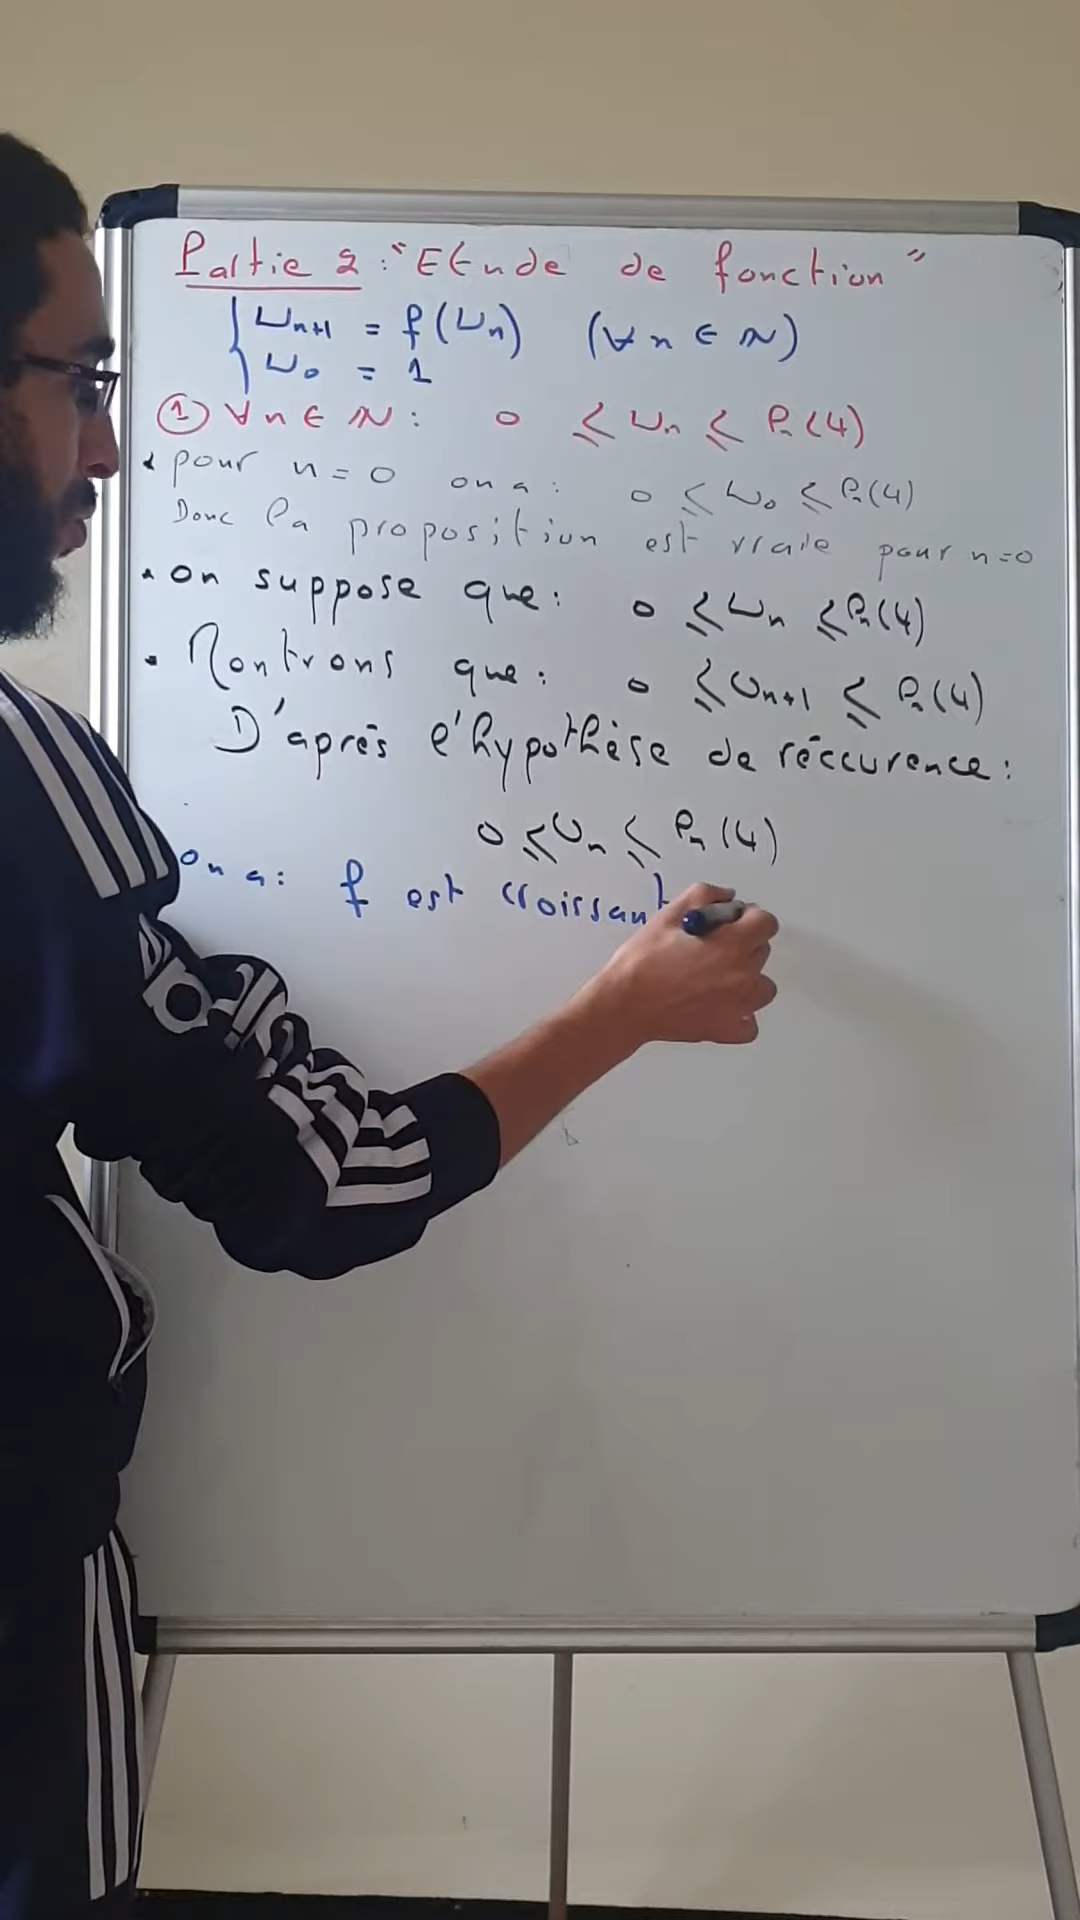 Partie 2 : "Etude de fonction"
Un+1 = f(Un) (∀n ∈ ℕ)
U0 = 1
① ∀n ∈ ℕ : 0 ≤ Un ≤ ln(4)
pour n = 0 on a : 0 ≤ U0 ≤ ln(4)
Donc la proposition est vraie pour n=0
on suppose que : 0 ≤ Un ≤ ln(4)
Montrons que : 0 ≤ Un+1 ≤ ln(4)
D'après l'hypothèse de réccurence :
0 ≤ Un ≤ ln(4)
on a : f est croissant